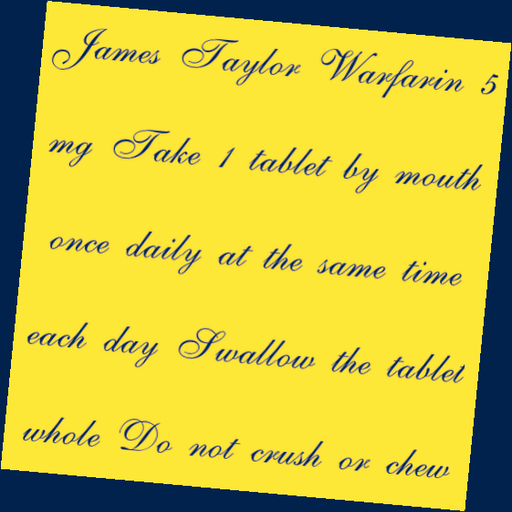 James Taylor Warfarin 5
mg Take 1 tablet by mouth
once daily at the same time
each day Swallow the tablet
whole Do not crush or chew